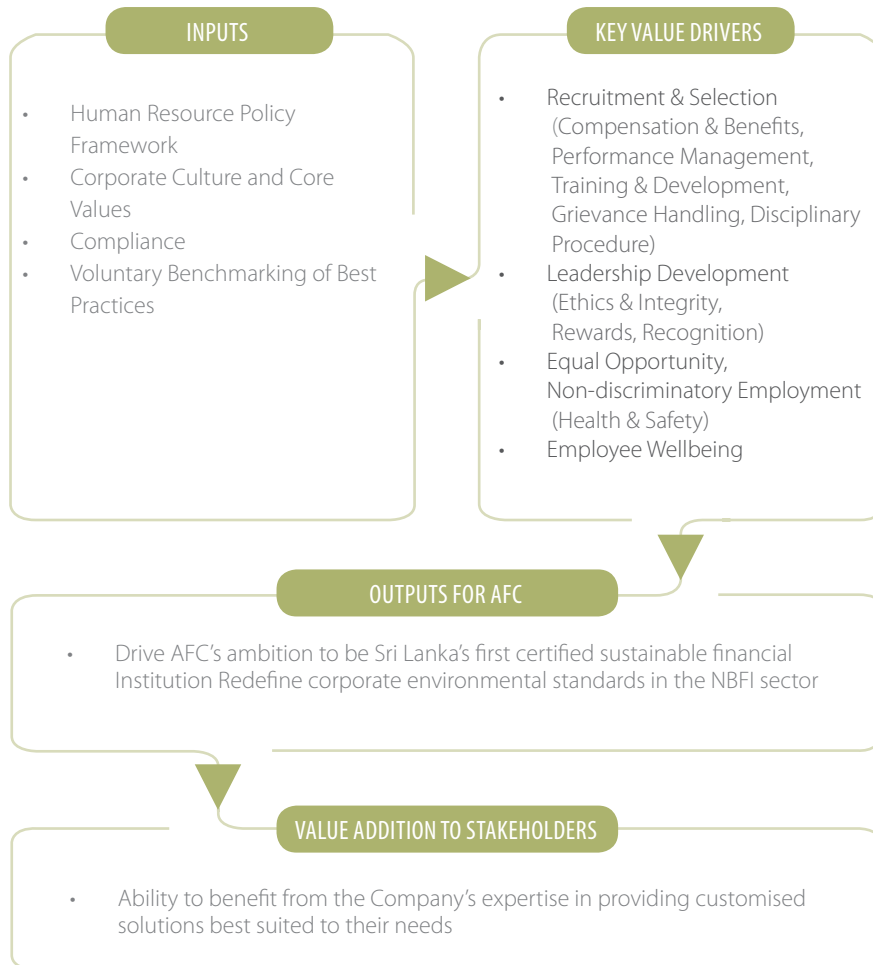 INPUTS
• Human Resource Policy
Framework
• Corporate Culture and Core
Values
• Compliance
• Voluntary Benchmarking of Best
Practices
KEY VALUE DRIVERS
• Recruitment & Selection
(Compensation & Benefits,
Performance Management,
Training & Development,
Grievance Handling, Disciplinary
Procedure)
• Leadership Development
(Ethics & Integrity,
Rewards, Recognition)
• Equal Opportunity,
Non-discriminatory Employment
(Health & Safety)
• Employee Wellbeing
OUTPUTS FOR AFC
• Drive AFC’s ambition to be Sri Lanka’s first certified sustainable financial
Institution Redefine corporate environmental standards in the NBFI sector
VALUE ADDITION TO STAKEHOLDERS
• Ability to benefit from the Company’s expertise in providing customised
solutions best suited to their needs